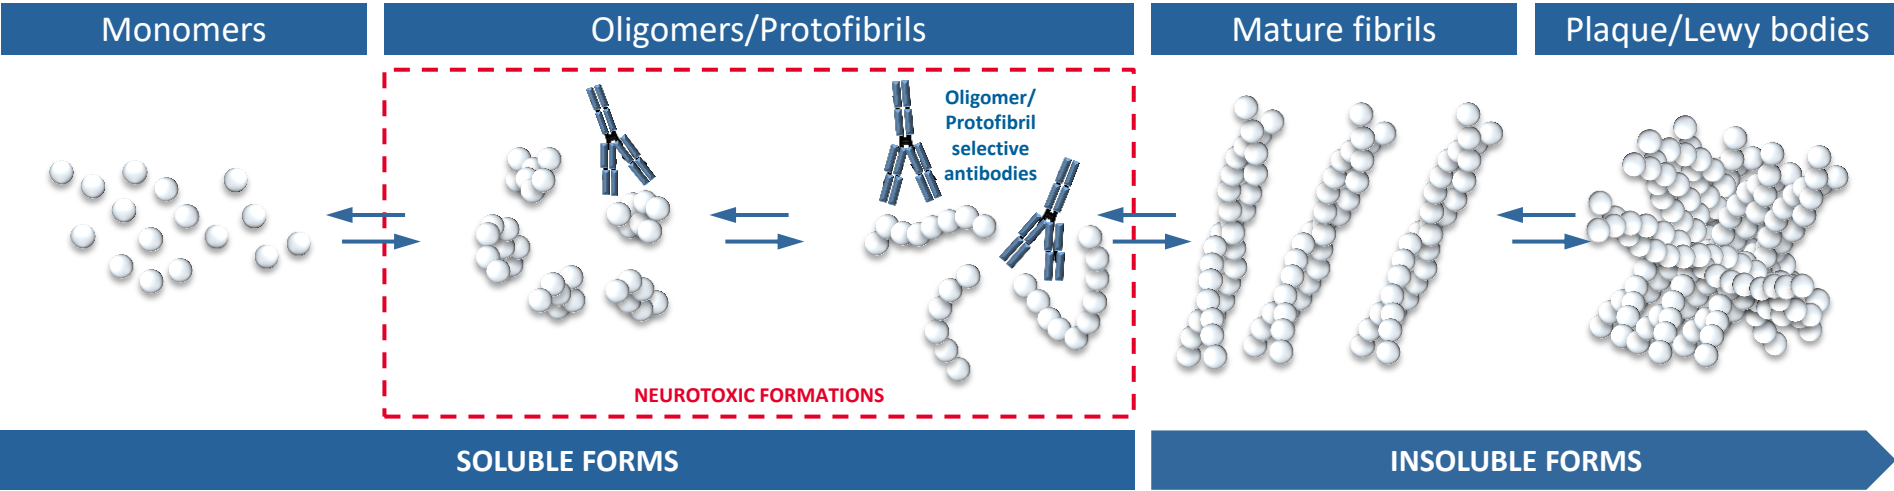 Monomers
Oligomers/Protofibrils
Mature fibrils
Plaque/Lewy bodies
Oligomer/
Protofibril
selective
antibodies
NEUROTOXIC FORMATIONS
SOLUBLE FORMS
INSOLUBLE FORMS